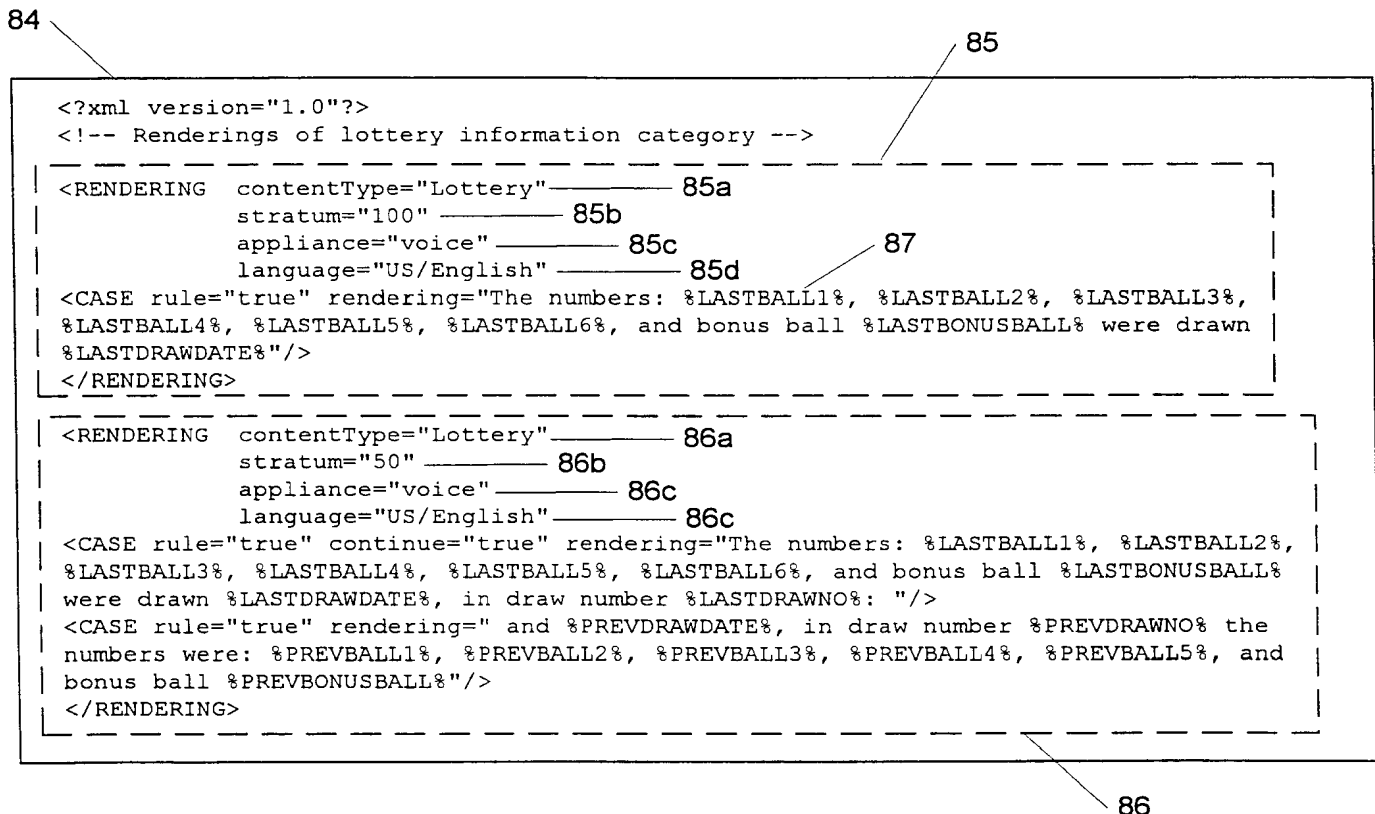 84
85
<?xml version="1.0"?>
<!-- Renderings of lottery information category -->
<RENDERING contentType="Lottery" 85a
stratum="100" 85b
appliance="voice" 85c 87
language="US/English" 85d
<CASE rule="true" rendering="The numbers: %LASTBALL1%, %LASTBALL2%, %LASTBALL3%,
%LASTBALL4%, %LASTBALL5%, %LASTBALL6%, and bonus ball %LASTBONUSBALL% were drawn
%LASTDRAWDATE%"/>
</RENDERING>
<RENDERING contentType="Lottery" 86a
stratum="50" 86b
appliance="voice" 86c
language="US/English" 86c
<CASE rule="true" continue="true" rendering="The numbers: %LASTBALL1%, %LASTBALL2%,
%LASTBALL3%, %LASTBALL4%, %LASTBALL5%, %LASTBALL6%, and bonus ball %LASTBONUSBALL%
were drawn %LASTDRAWDATE%, in draw number %LASTDRAWNO%: "/>
<CASE rule="true" rendering=" and %PREVDRAWDATE%, in draw number %PREVDRAWNO% the
numbers were: %PREVBALL1%, %PREVBALL2%, %PREVBALL3%, %PREVBALL4%, %PREVBALL5%, and
bonus ball %PREVBONUSBALL%"/>
</RENDERING>
86